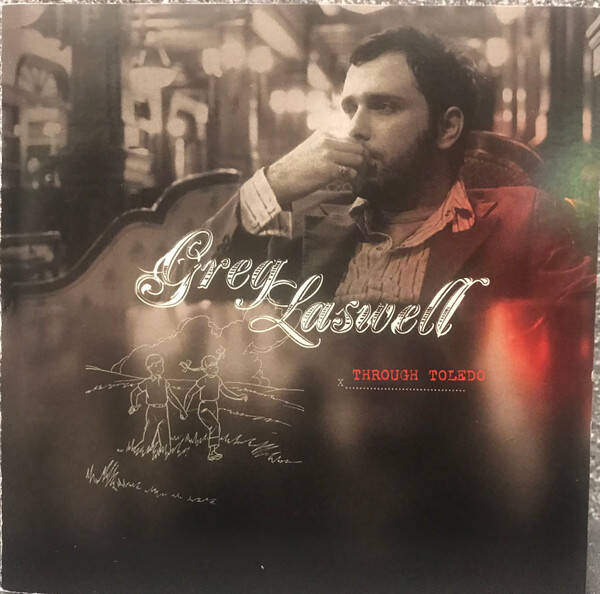 Greg
Laswell
THROUGH TOLEDO
x..............................